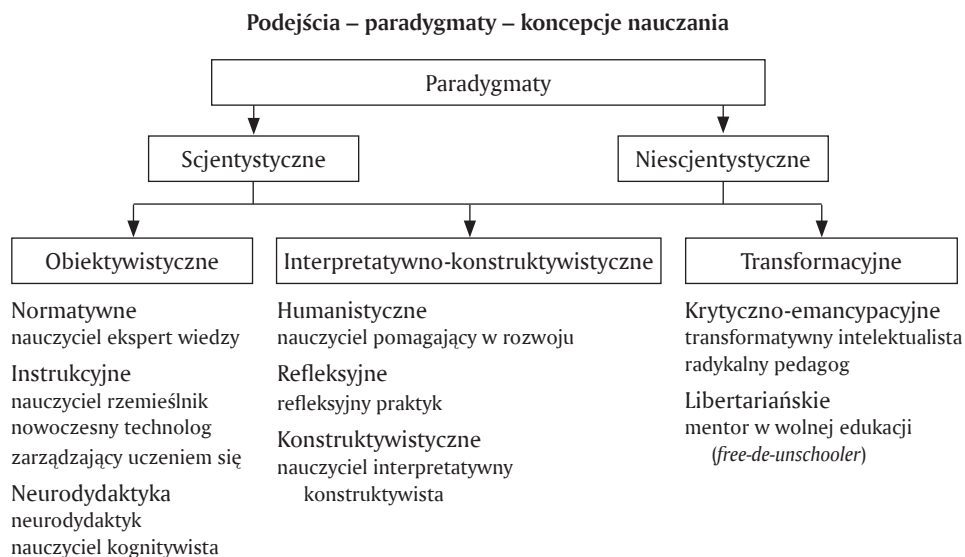 Podejścia – paradygmaty – koncepcje nauczania
Paradygmaty
Scjentystyczne
Niescjentystyczne
Obiektywistyczne
Interpretatywno-konstruktywistyczne
Transformacyjne
Normatywne
nauczyciel ekspert wiedzy
Instrukcyjne
nauczyciel rzemieślnik
nowoczesny technolog
zarządzający uczeniem się
Neurodydaktyka
neurodydaktyk
nauczyciel kognitywista
Humanistyczne
nauczyciel pomagający w rozwoju
Refleksyjne
refleksyjny praktyk
Konstruktywistyczne
nauczyciel interpretatywny
konstruktywista
Krytyczno-emancypacyjne
transformatywny intelektualista
radykalny pedagog
Libertariańskie
mentor w wolnej edukacji
(free-de-unschooler)